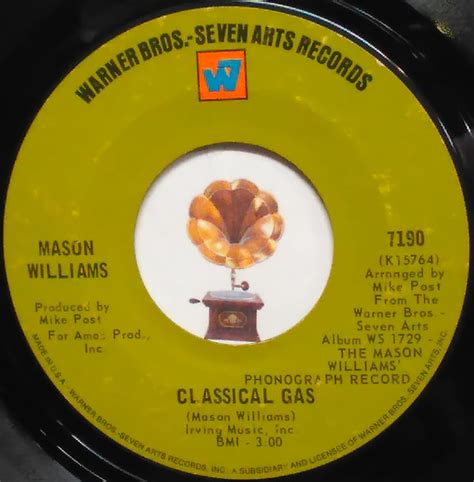 WARNER BROS.-SEVEN ARTS RECORDS
W7
MASON
WILLIAMS
Produced by
Mike Post
For Amos Prod.,
Inc.
7190
(K15764)
Arranged by
Mike Post
From The
Warner Bros.-
Seven Arts
Album WS 1729 -
THE MASON
WILLIAMS'
PHONOGRAPH RECORD
CLASSICAL GAS
(Mason Williams)
Irving Music, Inc.
BMI - 3:00
MADE IN U.S.A. • WARNER BROS.-SEVEN ARTS RECORDS, INC., A SUBSIDIARY AND LICENSEE OF WARNER BROS.-SEVEN ARTS, INC.